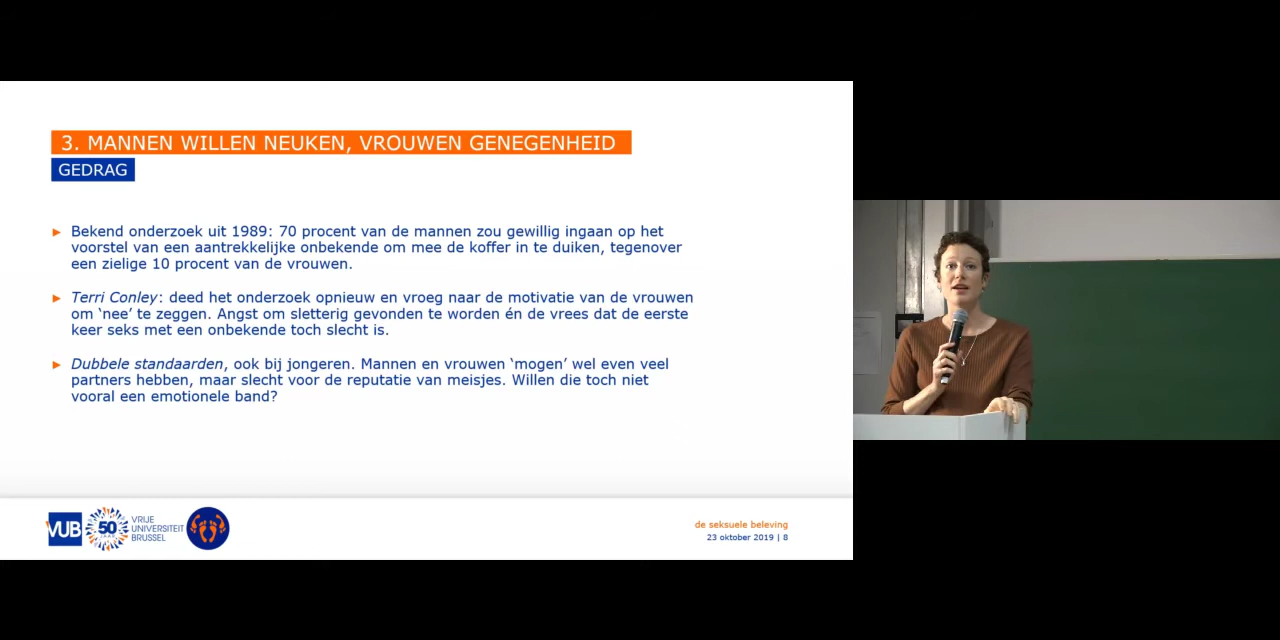 3. MANNEN WILLEN NEUKEN, VROUWEN GENEGENHEID
GEDRAG
► Bekend onderzoek uit 1989: 70 procent van de mannen zou gewillig ingaan op het
voorstel van een aantrekkelijke onbekende om mee de koffer in te duiken, tegenover
een zielige 10 procent van de vrouwen.
► Terri Conley: deed het onderzoek opnieuw en vroeg naar de motivatie van de vrouwen
om ‘nee’ te zeggen. Angst om sletterig gevonden te worden én de vrees dat de eerste
keer seks met een onbekende toch slecht is.
► Dubbele standaarden, ook bij jongeren. Mannen en vrouwen ‘mogen’ wel even veel
partners hebben, maar slecht voor de reputatie van meisjes. Willen die toch niet
vooral een emotionele band?
VUB
50
JAAR
VRIJE
UNIVERSITEIT
BRUSSEL
de seksuele beleving
23 oktober 2019 | 8